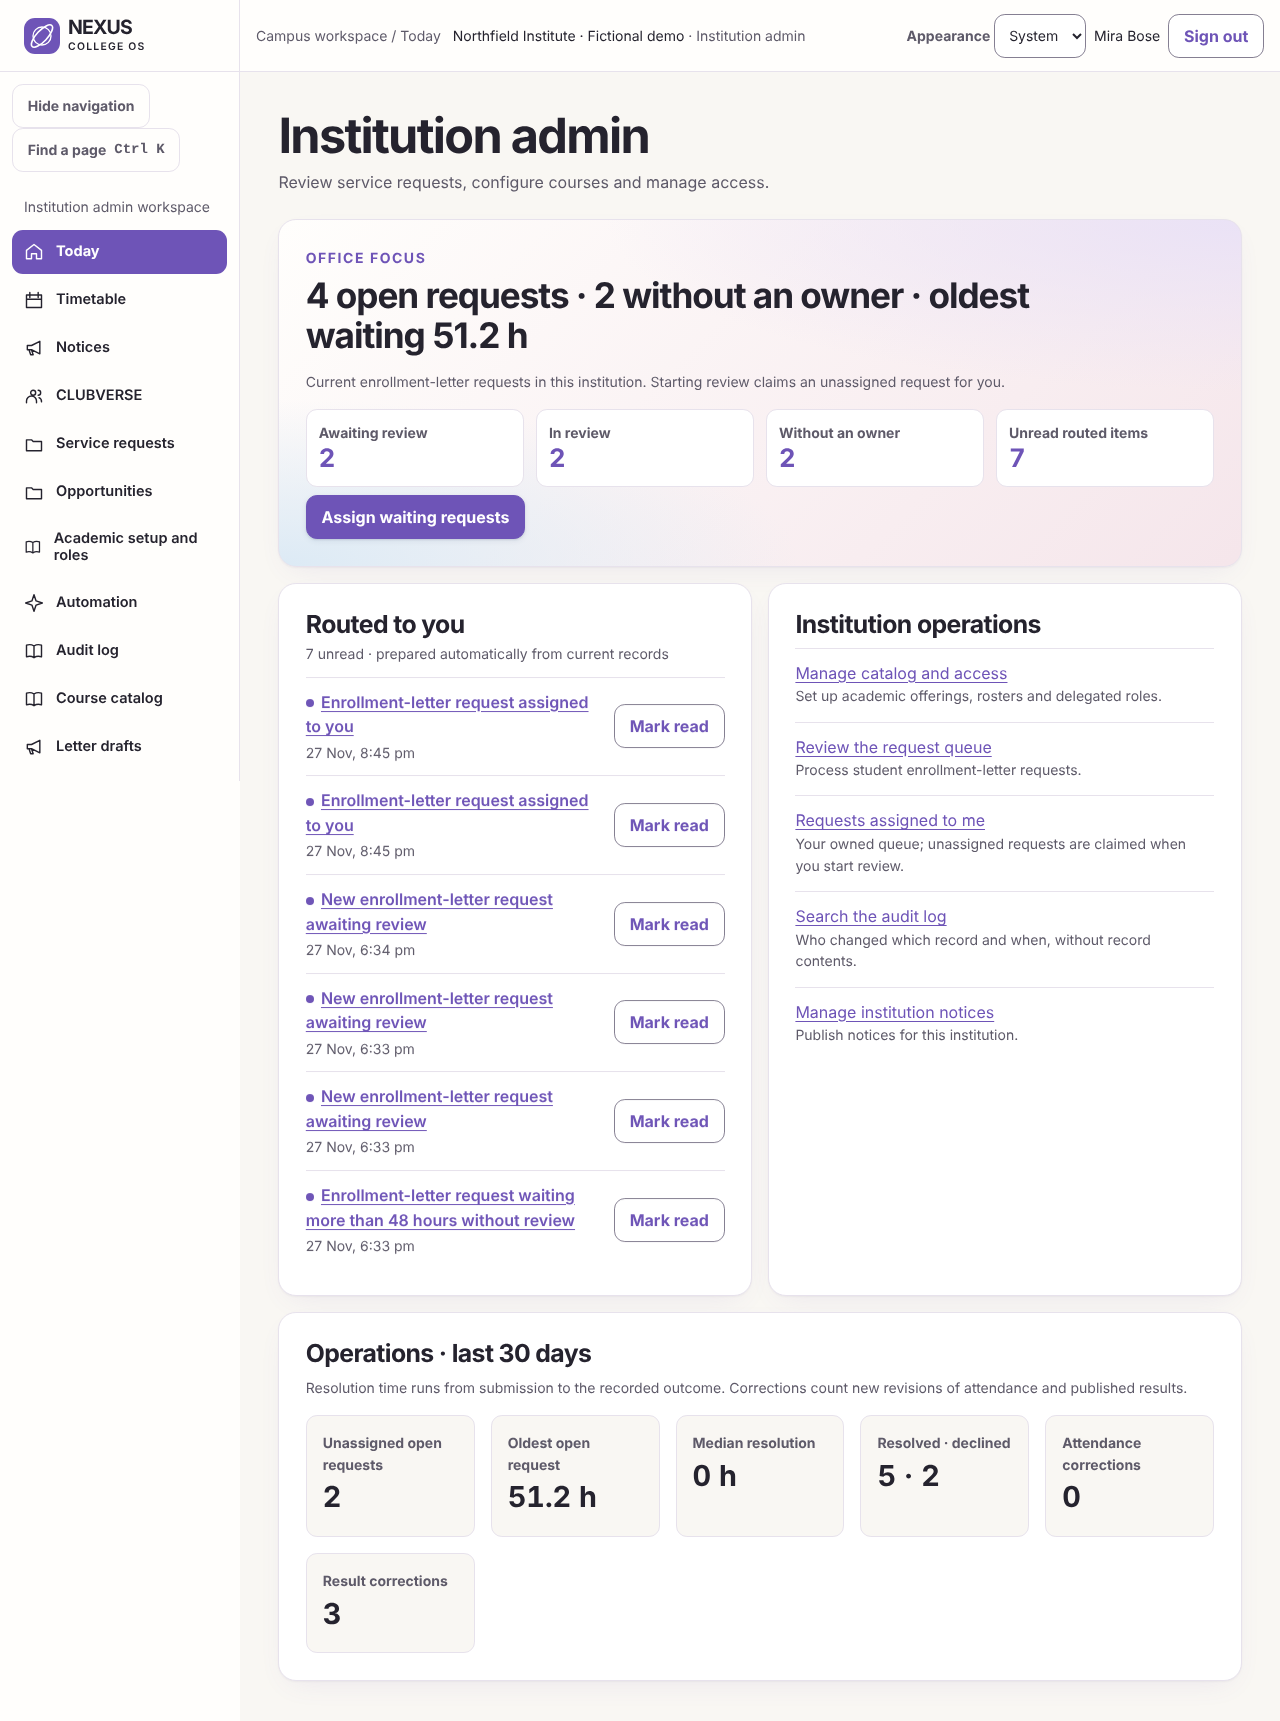 NEXUS
COLLEGE OS
Campus workspace / Today Northfield Institute · Fictional demo · Institution admin
Appearance System Mira Bose Sign out
Hide navigation
Find a page Ctrl K
Institution admin workspace
Today
Timetable
Notices
CLUBVERSE
Service requests
Opportunities
Academic setup and
roles
Automation
Audit log
Course catalog
Letter drafts
Institution admin
Review service requests, configure courses and manage access.
OFFICE FOCUS
4 open requests · 2 without an owner · oldest
waiting 51.2 h
Current enrollment-letter requests in this institution. Starting review claims an unassigned request for you.
Awaiting review
2
In review
2
Without an owner
2
Unread routed items
7
Assign waiting requests
Routed to you
7 unread · prepared automatically from current records
Enrollment-letter request assigned
to you
27 Nov, 8:45 pm
Mark read
Enrollment-letter request assigned
to you
27 Nov, 8:45 pm
Mark read
New enrollment-letter request
awaiting review
27 Nov, 6:34 pm
Mark read
New enrollment-letter request
awaiting review
27 Nov, 6:33 pm
Mark read
New enrollment-letter request
awaiting review
27 Nov, 6:33 pm
Mark read
Enrollment-letter request waiting
more than 48 hours without review
27 Nov, 6:33 pm
Mark read
Institution operations
Manage catalog and access
Set up academic offerings, rosters and delegated roles.
Review the request queue
Process student enrollment-letter requests.
Requests assigned to me
Your owned queue; unassigned requests are claimed when
you start review.
Search the audit log
Who changed which record and when, without record
contents.
Manage institution notices
Publish notices for this institution.
Operations · last 30 days
Resolution time runs from submission to the recorded outcome. Corrections count new revisions of attendance and published results.
Unassigned open
requests
2
Oldest open
request
51.2 h
Median resolution
0 h
Resolved · declined
5 · 2
Attendance
corrections
0
Result corrections
3